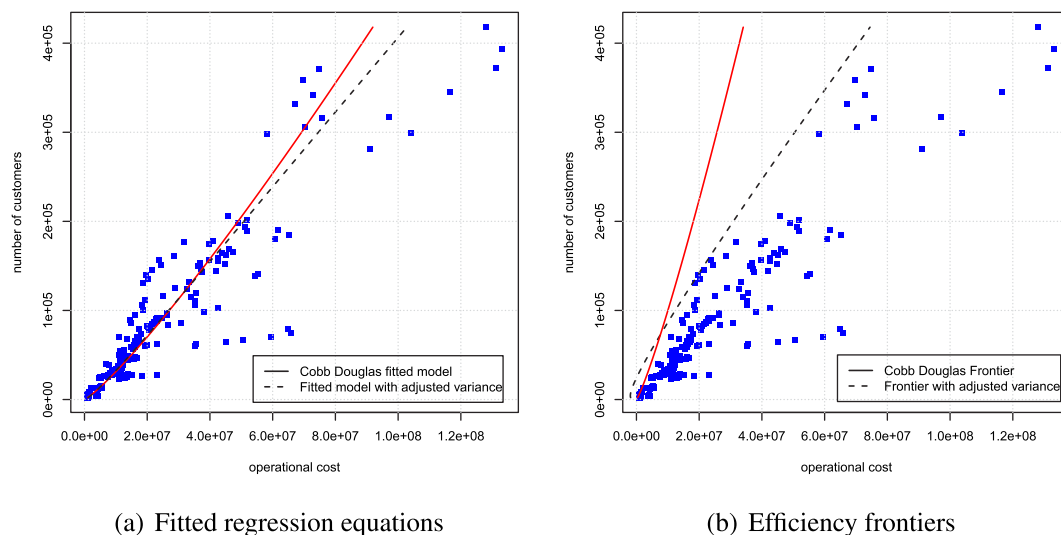 4e+05
3e+05
2e+05
1e+05
0e+00
number of customers
Cobb Douglas fitted model
Fitted model with adjusted variance
0.0e+00 2.0e+07 4.0e+07 6.0e+07 8.0e+07 1.0e+08 1.2e+08
operational cost
(a) Fitted regression equations
4e+05
3e+05
2e+05
1e+05
0e+00
number of customers
Cobb Douglas Frontier
Frontier with adjusted variance
0.0e+00 2.0e+07 4.0e+07 6.0e+07 8.0e+07 1.0e+08 1.2e+08
operational cost
(b) Efficiency frontiers